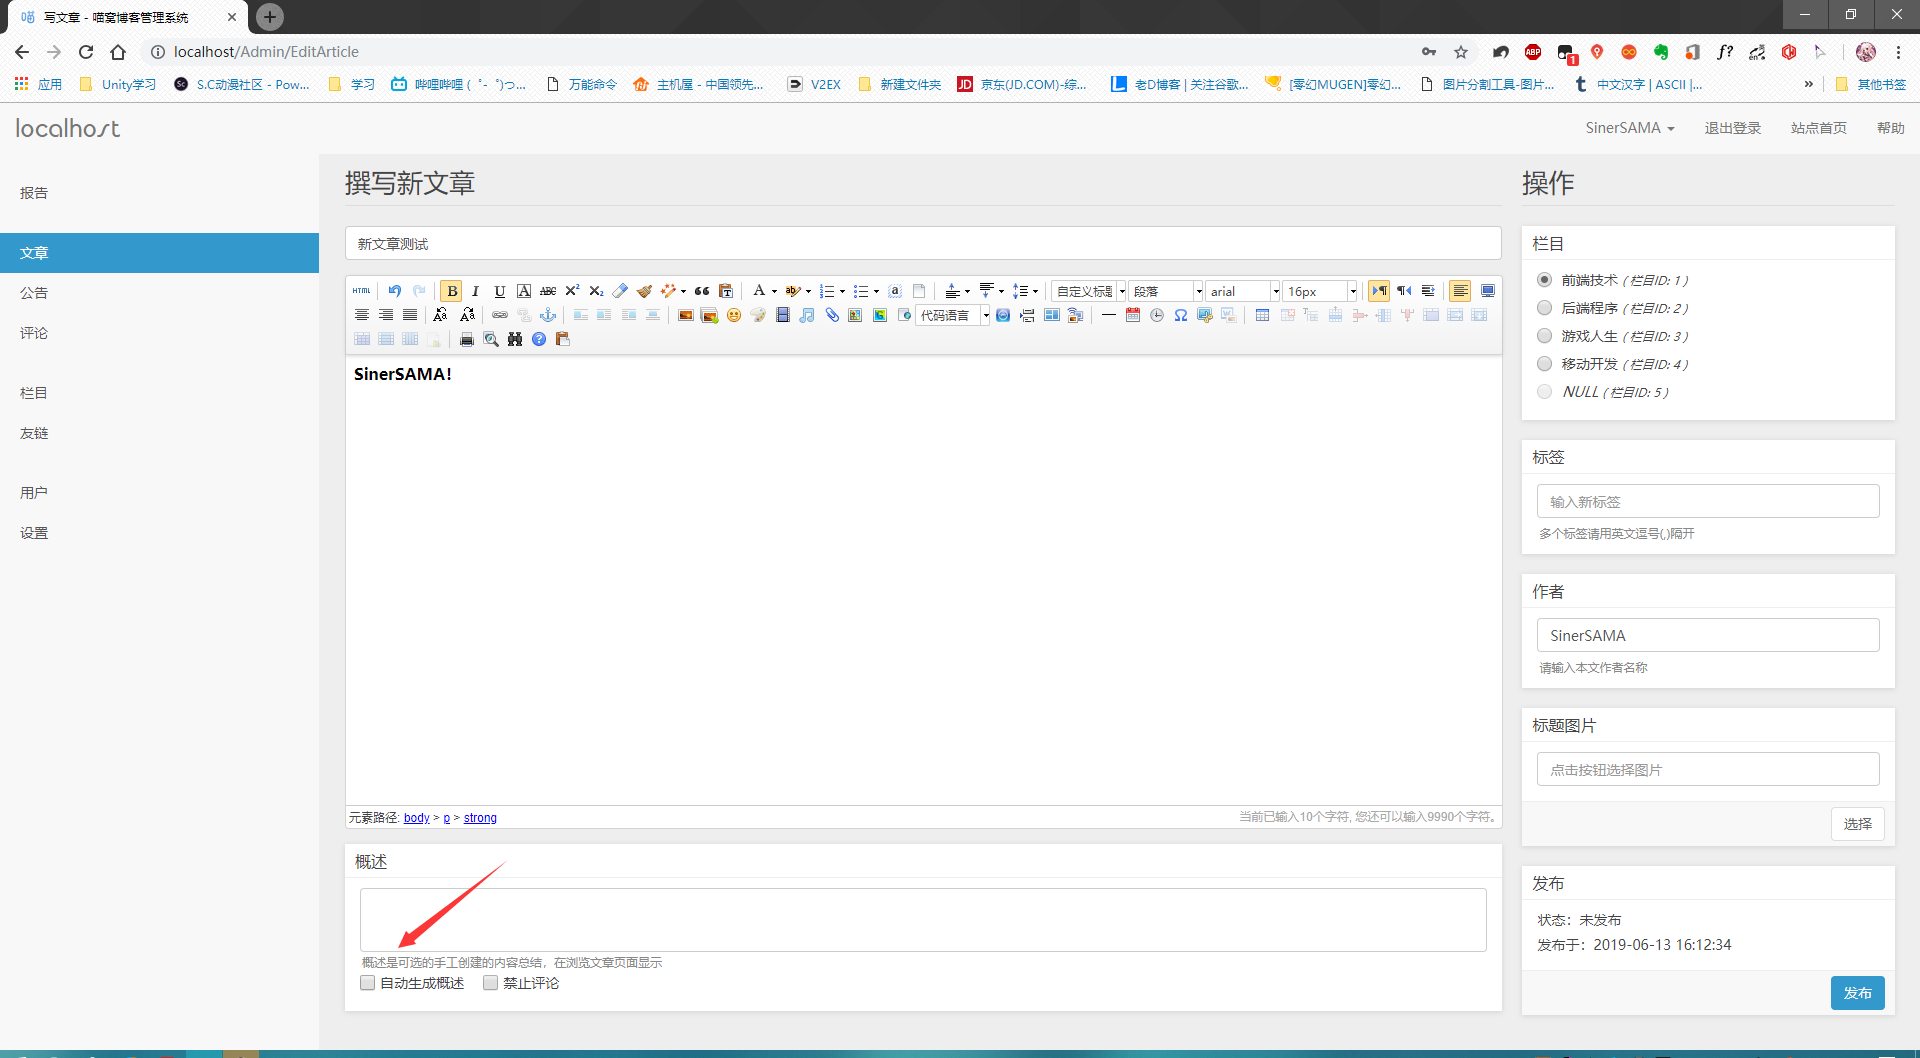 写文章 - 喵窝博客管理系统
localhost/Admin/EditArticle
ABP 1 en f?
应用 Unity学习 S.C动漫社区 - Pow... 学习 哔哩哔哩 ( ゜- ゜)つ... 万能命令 主机屋 - 中国领先... V2EX 新建文件夹 京东(JD.COM)-综... 老D博客 | 关注谷歌... [零幻MUGEN]零幻... 图片分割工具-图片... 中文汉字 | ASCII |... » 其他书签
localhost
SinerSAMA 退出登录 站点首页 帮助
报告
文章
公告
评论
栏目
友链
用户
设置
撰写新文章
新文章测试
HTML B I U A ABC X² X₂ 自定义标题 段落 arial 16px
代码语言
SinerSAMA!
元素路径: body > p > strong
当前已输入10个字符, 您还可以输入9990个字符。
概述
概述是可选的手工创建的内容总结，在浏览文章页面显示
自动生成概述 禁止评论
操作
栏目
前端技术 ( 栏目ID: 1 )
后端程序 ( 栏目ID: 2 )
游戏人生 ( 栏目ID: 3 )
移动开发 ( 栏目ID: 4 )
NULL ( 栏目ID: 5 )
标签
输入新标签
多个标签请用英文逗号(,)隔开
作者
SinerSAMA
请输入本文作者名称
标题图片
点击按钮选择图片
选择
发布
状态：未发布
发布于：2019-06-13 16:12:34
发布